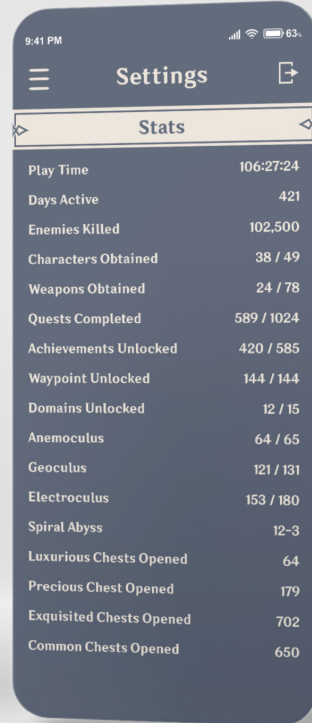 9:41 PM 63%
Settings
Stats
Play Time 106:27:24
Days Active 421
Enemies Killed 102,500
Characters Obtained 38 / 49
Weapons Obtained 24 / 78
Quests Completed 589 / 1024
Achievements Unlocked 420 / 585
Waypoint Unlocked 144 / 144
Domains Unlocked 12 / 15
Anemoculus 64 / 65
Geoculus 121 / 131
Electroculus 153 / 180
Spiral Abyss 12-3
Luxurious Chests Opened 64
Precious Chest Opened 179
Exquisited Chests Opened 702
Common Chests Opened 650